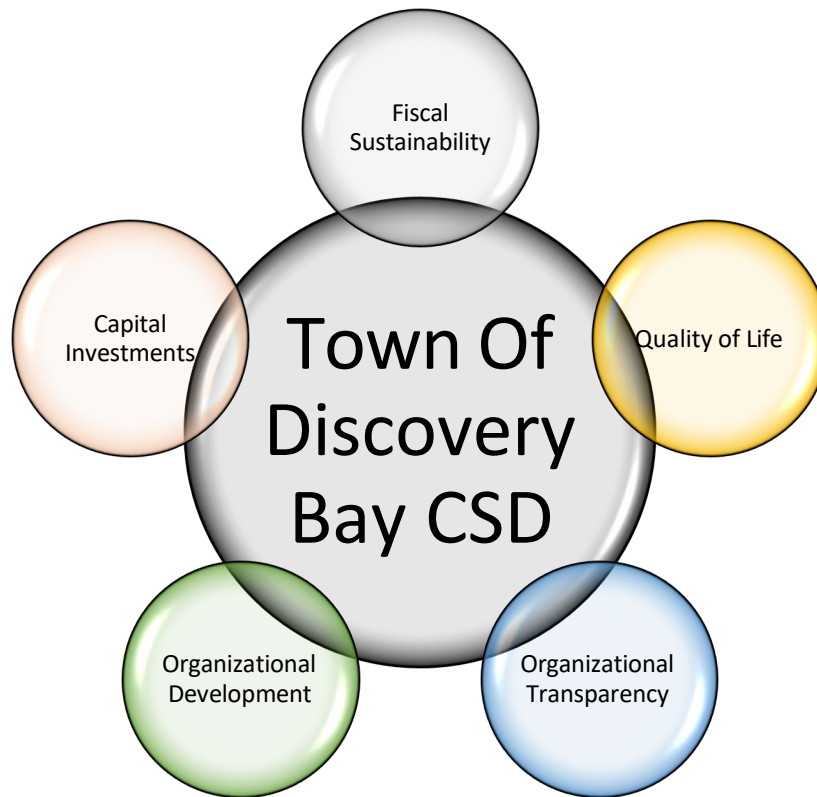 Fiscal
Sustainability
Capital
Investments
Quality of Life
Town Of
Discovery
Bay CSD
Organizational
Development
Organizational
Transparency